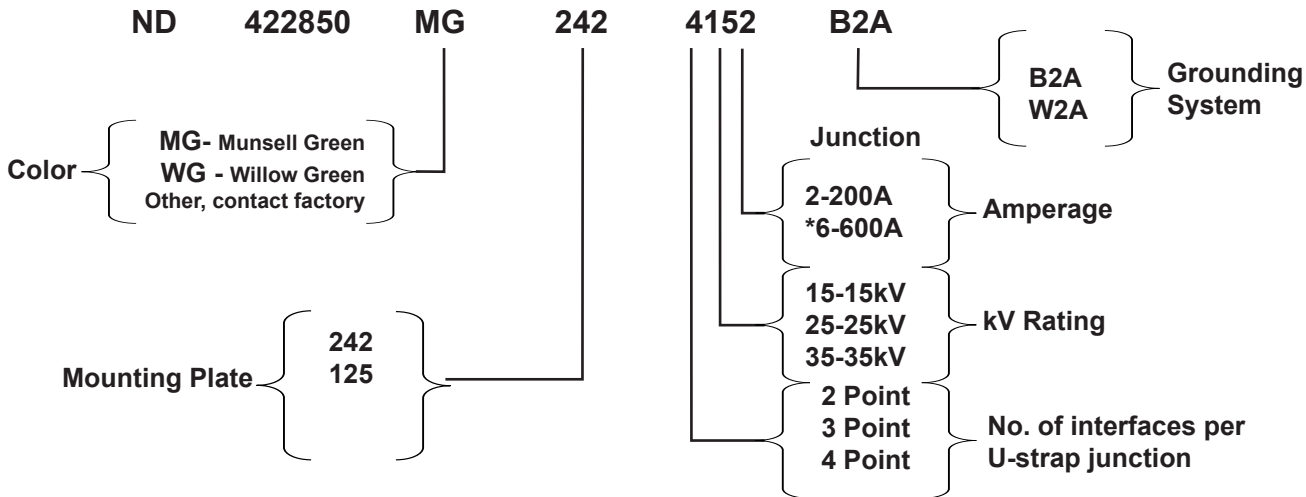 ND 422850 MG 242 4152 B2A
B2A
W2A
Grounding
System
Junction
Color
MG- Munsell Green
WG - Willow Green
Other, contact factory
2-200A
*6-600A
Amperage
15-15kV
25-25kV
35-35kV
kV Rating
Mounting Plate
242
125
2 Point
3 Point
4 Point
No. of interfaces per
U-strap junction